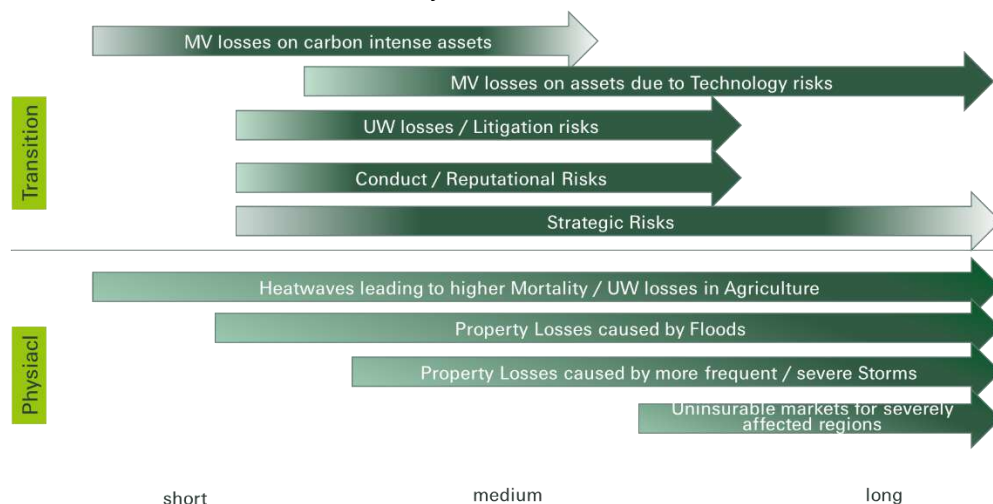 MV losses on carbon intense assets
MV losses on assets due to Technology risks
UW losses / Litigation risks
Conduct / Reputational Risks
Strategic Risks
Transition
Heatwaves leading to higher Mortality / UW losses in Agriculture
Property Losses caused by Floods
Property Losses caused by more frequent / severe Storms
Uninsurable markets for severely
affected regions
Physiacl
short
medium
long